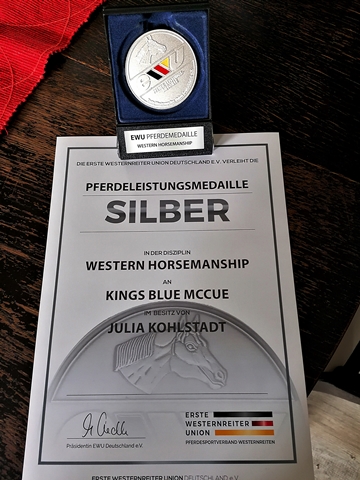 EWU PFERDEMEDAILLE
WESTERN HORSEMANSHIP
DIE ERSTE WESTERNREITER UNION DEUTSCHLAND E.V. VERLEIHT DIE
PFERDELEISTUNGSMEDAILLE
SILBER
IN DER DISZIPLIN
WESTERN HORSEMANSHIP
AN
KINGS BLUE MCCUE
IM BESITZ VON
JULIA KOHLSTADT
Präsidentin EWU Deutschland e.V.
ERSTE
WESTERNREITER
UNION
PFERDESPORTVERBAND WESTERNREITEN
ERSTE WESTERNREITER UNION DEUTSCHLAND e.V.